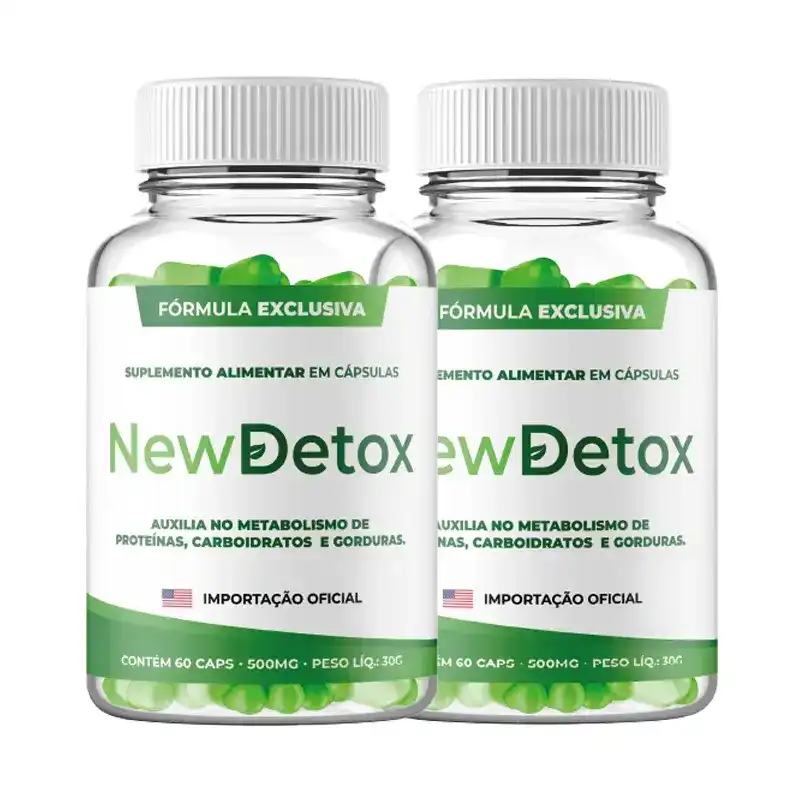 FÓRMULA EXCLUSIVA
SUPLEMENTO ALIMENTAR EM CÁPSULAS
NewDetox
AUXILIA NO METABOLISMO DE
PROTEÍNAS, CARBOIDRATOS E GORDURAS.
IMPORTAÇÃO OFICIAL
CONTÉM 60 CAPS • 500MG • PESO LÍQ.: 30G
FÓRMULA EXCLUSIVA
EMENTO ALIMENTAR EM CÁPSULAS
ewDetox
AUXILIA NO METABOLISMO DE
NAS, CARBOIDRATOS E GORDURAS.
IMPORTAÇÃO OFICIAL
ÉM 60 CAPS • 500MG • PESO LÍQ.: 30G